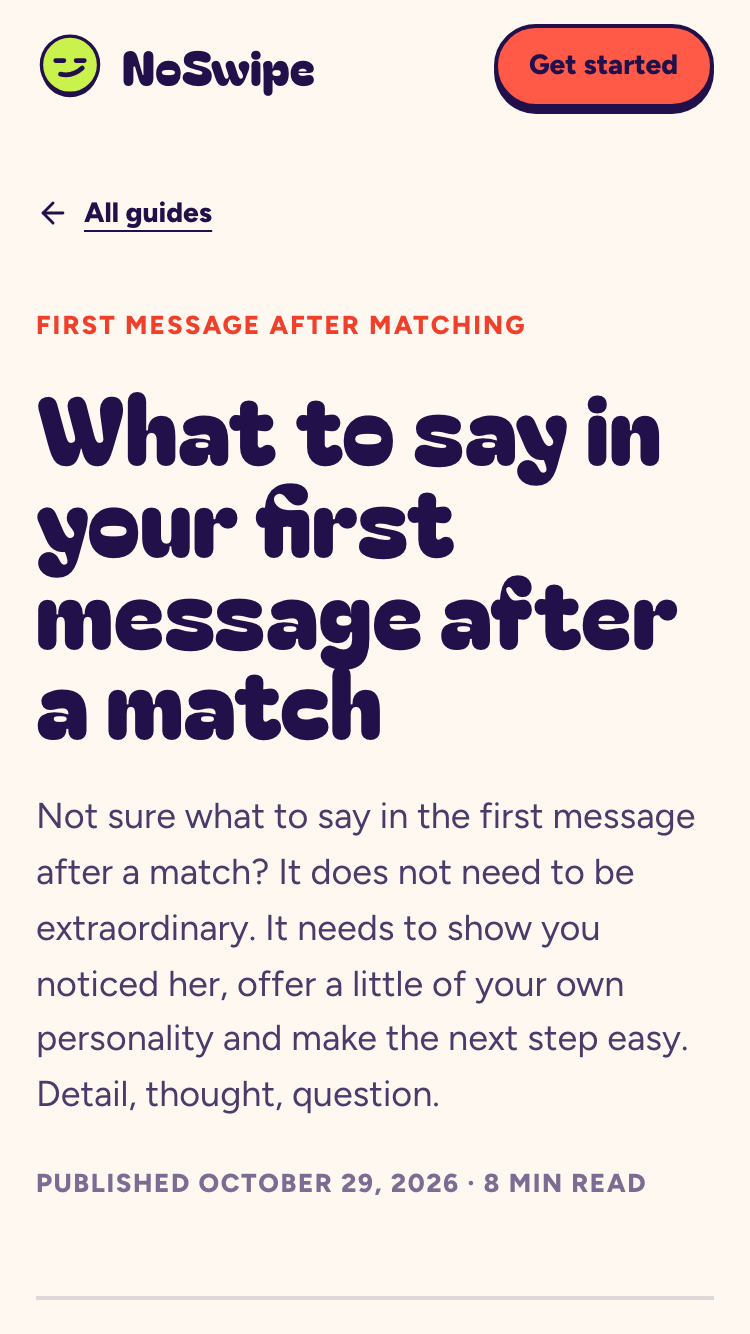 NoSwipe
Get started
All guides
FIRST MESSAGE AFTER MATCHING
What to say in
your first
message after
a match
Not sure what to say in the first message
after a match? It does not need to be
extraordinary. It needs to show you
noticed her, offer a little of your own
personality and make the next step easy.
Detail, thought, question.
PUBLISHED OCTOBER 29, 2026 · 8 MIN READ